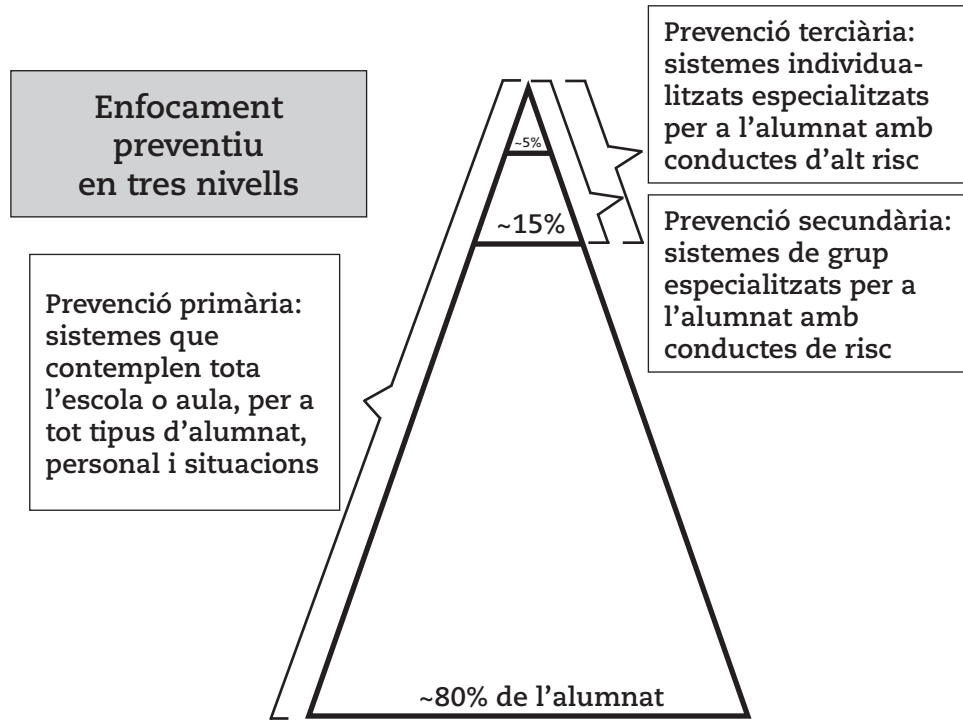 Enfocament
preventiu
en tres nivells
Prevenció primària:
sistemes que
contemplen tota
l’escola o aula, per a
tot tipus d’alumnat,
personal i situacions
~5%
~15%
~80% de l’alumnat
Prevenció terciària:
sistemes individua-
litzats especialitzats
per a l’alumnat amb
conductes d’alt risc
Prevenció secundària:
sistemes de grup
especialitzats per a
l’alumnat amb
conductes de risc